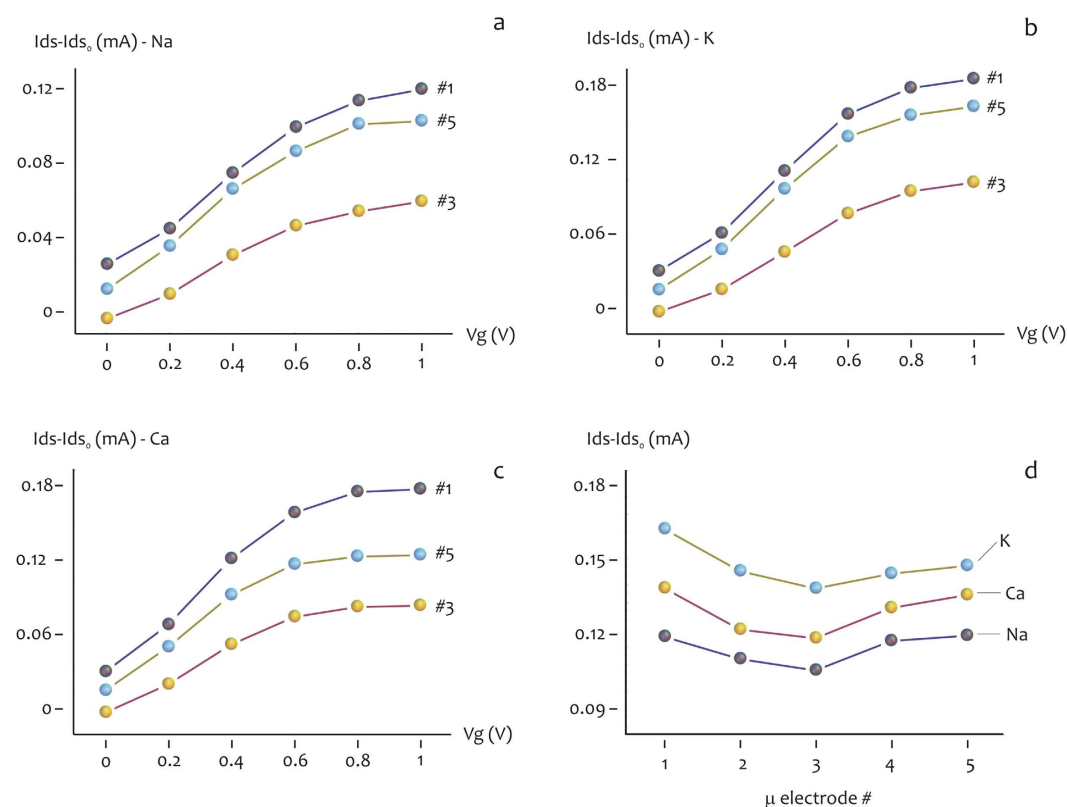 a
Ids-Ids₀ (mA) - Na
0.12
0.08
0.04
0
#1
#5
#3
Vg (V)
0 0.2 0.4 0.6 0.8 1
b
Ids-Ids₀ (mA) - K
0.18
0.12
0.06
0
#1
#5
#3
Vg (V)
0 0.2 0.4 0.6 0.8 1
c
Ids-Ids₀ (mA) - Ca
0.18
0.12
0.06
0
#1
#5
#3
Vg (V)
0 0.2 0.4 0.6 0.8 1
d
Ids-Ids₀ (mA)
0.18
0.15
0.12
0.09
K
Ca
Na
1 2 3 4 5
µ electrode #